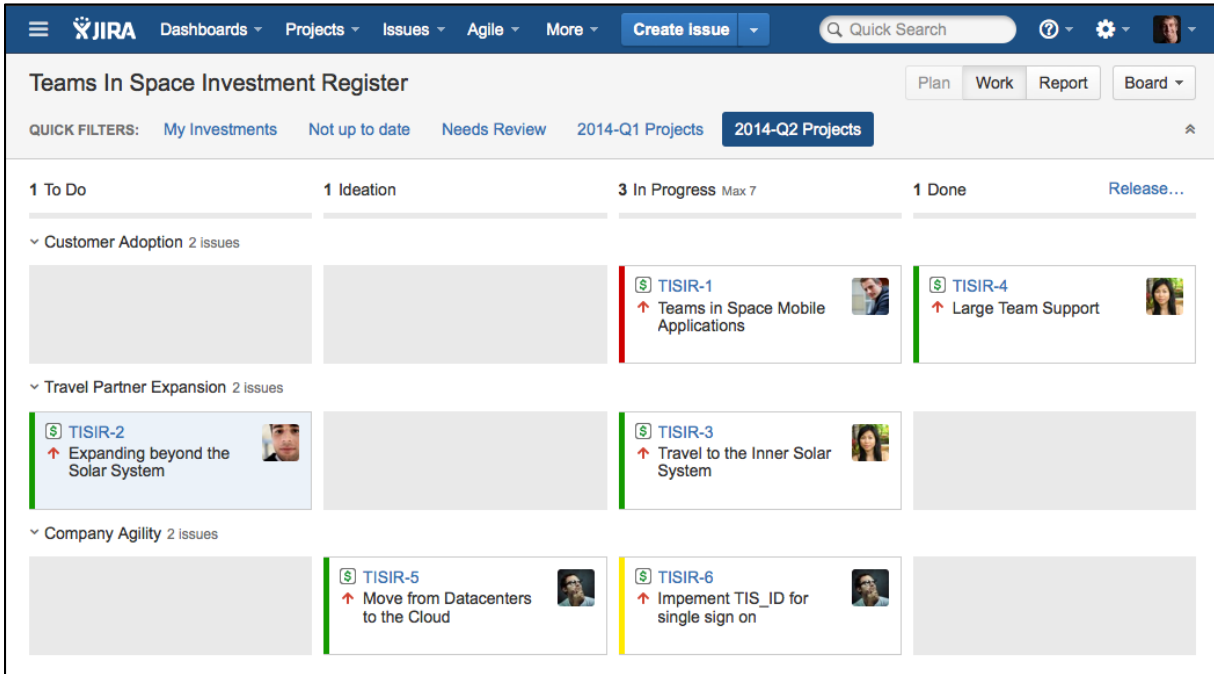 JIRA Dashboards Projects Issues Agile More Create issue Quick Search
Teams In Space Investment Register Plan Work Report Board
QUICK FILTERS: My Investments Not up to date Needs Review 2014-Q1 Projects 2014-Q2 Projects
1 To Do 1 Ideation 3 In Progress Max 7 1 Done Release...
Customer Adoption 2 issues
TISIR-1
Teams in Space Mobile
Applications
TISIR-4
Large Team Support
Travel Partner Expansion 2 issues
TISIR-2
Expanding beyond the
Solar System
TISIR-3
Travel to the Inner Solar
System
Company Agility 2 issues
TISIR-5
Move from Datacenters
to the Cloud
TISIR-6
Impement TIS_ID for
single sign on